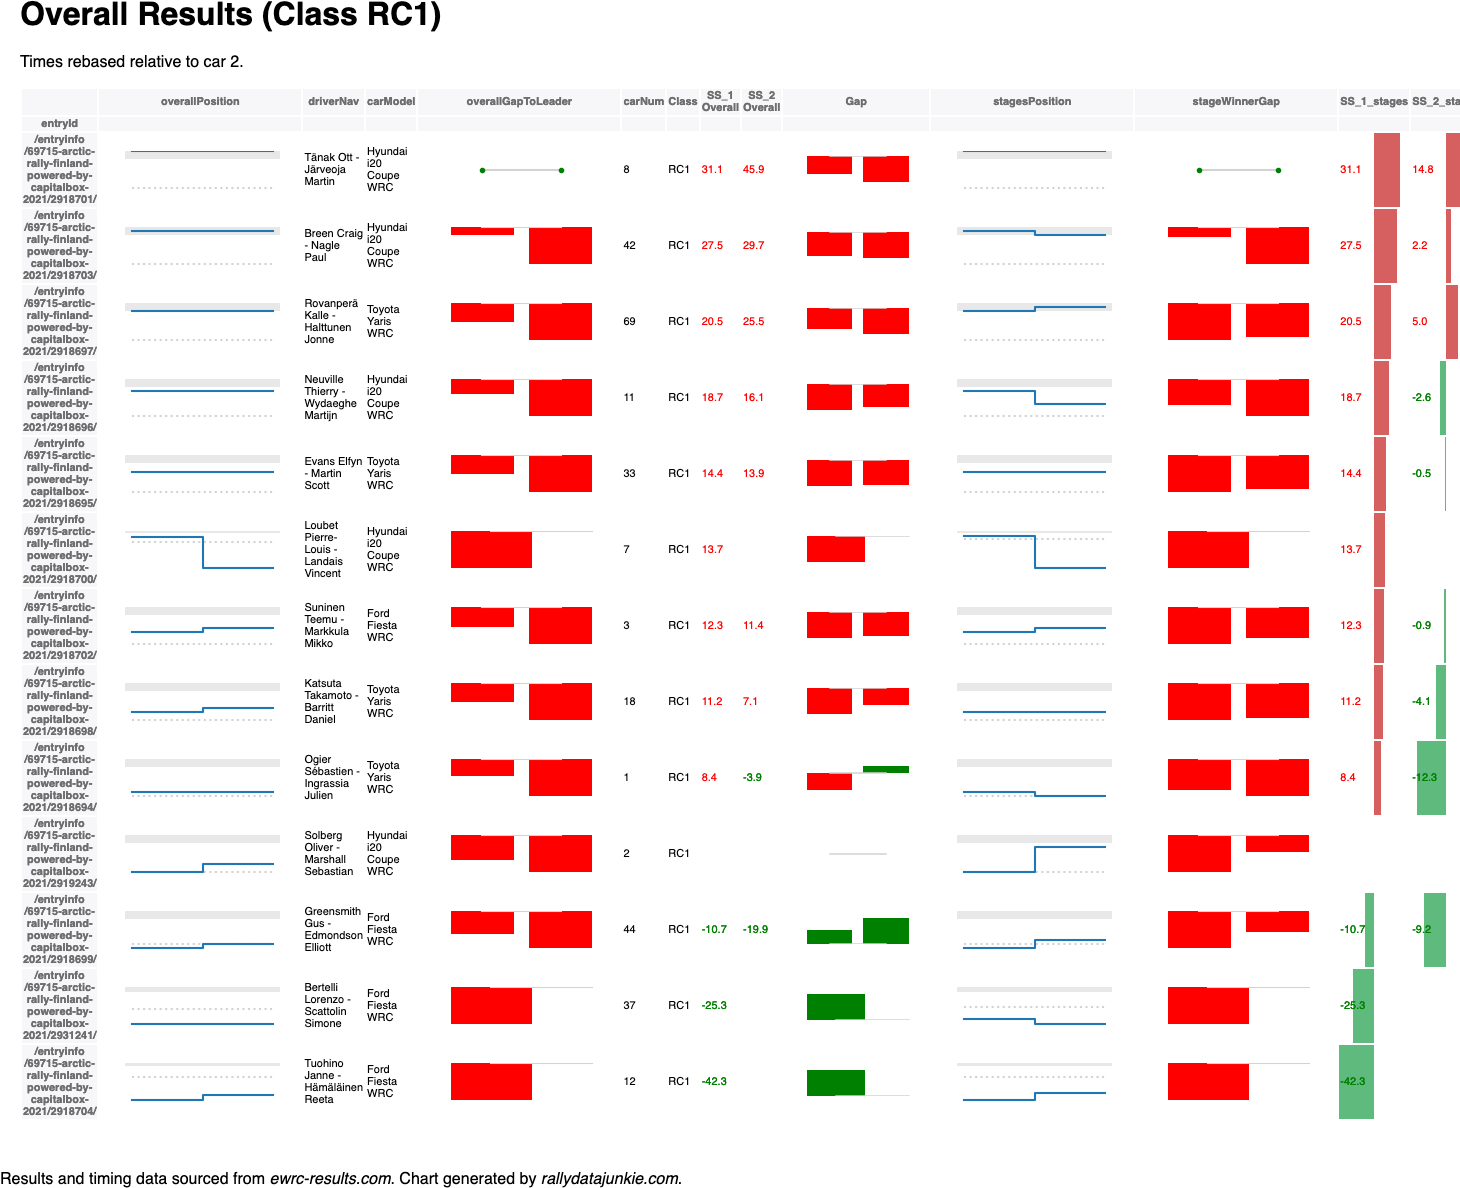 Overall Results (Class RC1)
Times rebased relative to car 2.
overallPosition driverNav carModel overallGapToLeader carNum Class SS_1 Overall SS_2 Overall Gap stagesPosition stageWinnerGap SS_1_stages SS_2_sta
entryId
/entryinfo
/69715-arctic-
rally-finland-
powered-by-
capitalbox-
2021/2918701/
Tänak Ott -
Järveoja
Martin
Hyundai
i20
Coupe
WRC
8 RC1 31.1 45.9 31.1 14.8
/entryinfo
/69715-arctic-
rally-finland-
powered-by-
capitalbox-
2021/2918703/
Breen Craig
- Nagle
Paul
Hyundai
i20
Coupe
WRC
42 RC1 27.5 29.7 27.5 2.2
/entryinfo
/69715-arctic-
rally-finland-
powered-by-
capitalbox-
2021/2918697/
Rovanperä
Kalle -
Halttunen
Jonne
Toyota
Yaris
WRC
69 RC1 20.5 25.5 20.5 5.0
/entryinfo
/69715-arctic-
rally-finland-
powered-by-
capitalbox-
2021/2918696/
Neuville
Thierry -
Wydaeghe
Martijn
Hyundai
i20
Coupe
WRC
11 RC1 18.7 16.1 18.7 -2.6
/entryinfo
/69715-arctic-
rally-finland-
powered-by-
capitalbox-
2021/2918695/
Evans Elfyn
- Martin
Scott
Toyota
Yaris
WRC
33 RC1 14.4 13.9 14.4 -0.5
/entryinfo
/69715-arctic-
rally-finland-
powered-by-
capitalbox-
2021/2918700/
Loubet
Pierre-
Louis -
Landais
Vincent
Hyundai
i20
Coupe
WRC
7 RC1 13.7 13.7
/entryinfo
/69715-arctic-
rally-finland-
powered-by-
capitalbox-
2021/2918702/
Suninen
Teemu -
Markkula
Mikko
Ford
Fiesta
WRC
3 RC1 12.3 11.4 12.3 -0.9
/entryinfo
/69715-arctic-
rally-finland-
powered-by-
capitalbox-
2021/2918698/
Katsuta
Takamoto -
Barritt
Daniel
Toyota
Yaris
WRC
18 RC1 11.2 7.1 11.2 -4.1
/entryinfo
/69715-arctic-
rally-finland-
powered-by-
capitalbox-
2021/2918694/
Ogier
Sébastien -
Ingrassia
Julien
Toyota
Yaris
WRC
1 RC1 8.4 -3.9 8.4 -12.3
/entryinfo
/69715-arctic-
rally-finland-
powered-by-
capitalbox-
2021/2919243/
Solberg
Oliver -
Marshall
Sebastian
Hyundai
i20
Coupe
WRC
2 RC1
/entryinfo
/69715-arctic-
rally-finland-
powered-by-
capitalbox-
2021/2918699/
Greensmith
Gus -
Edmondson
Elliott
Ford
Fiesta
WRC
44 RC1 -10.7 -19.9 -10.7 -9.2
/entryinfo
/69715-arctic-
rally-finland-
powered-by-
capitalbox-
2021/2931241/
Bertelli
Lorenzo -
Scattolin
Simone
Ford
Fiesta
WRC
37 RC1 -25.3 -25.3
/entryinfo
/69715-arctic-
rally-finland-
powered-by-
capitalbox-
2021/2918704/
Tuohino
Janne -
Hämäläinen
Reeta
Ford
Fiesta
WRC
12 RC1 -42.3 -42.3
Results and timing data sourced from ewrc-results.com. Chart generated by rallydatajunkie.com.